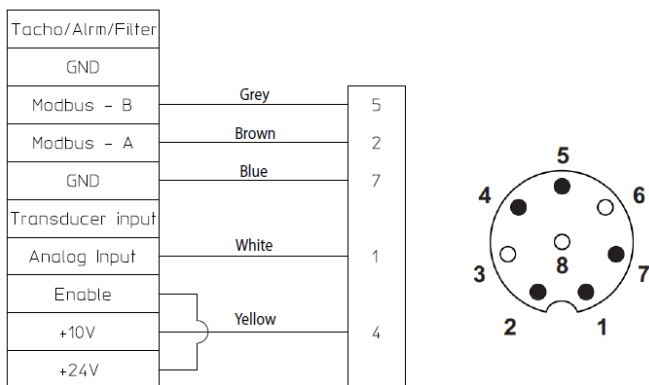 Tacho/Alrm/Filter
GND
Modbus - B Grey 5
Modbus - A Brown 2
GND Blue 7
Transducer input
Analog Input White 1
Enable
+10V Yellow 4
+24V
5
4 6
3 8 7
2 1